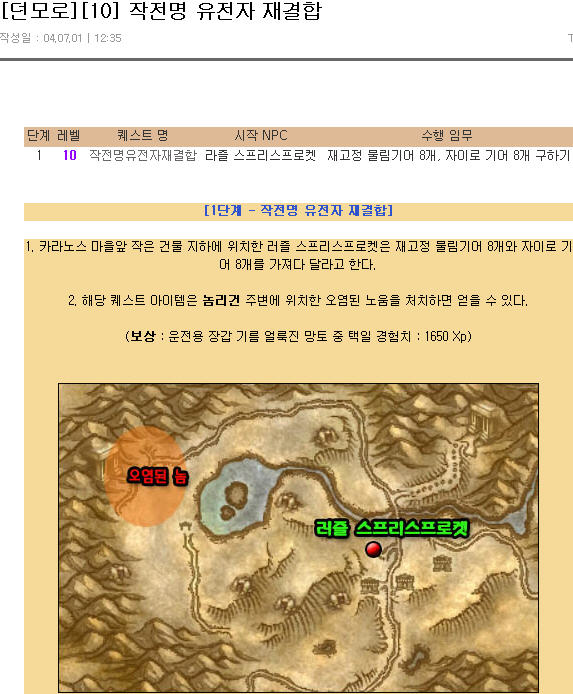 [던모로][10] 작전명 유전자 재결합
작성일 : 04.07.01 | 12:35
단계 레벨 퀘스트 명 시작 NPC 수행 임무
1 10 작전명유전자재결합 라즐 스프리스프로켓 재고정 물림기어 8개, 자이로 기어 8개 구하기
[1단계 - 작전명 유전자 재결합]
1. 카라노스 마을앞 작은 건물 지하에 위치한 러즐 스프리스프로켓은 재고정 물림기어 8개와 자이로 기
어 8개를 가져다 달라고 한다.
2. 해당 퀘스트 아이템은 놈리건 주변에 위치한 오염된 노움을 처치하면 얻을 수 있다.
(보상 : 운전용 장갑 기름 얼룩진 망토 중 택일 경험치 : 1650 Xp)
오염된 놈
러즐 스프리스프로켓